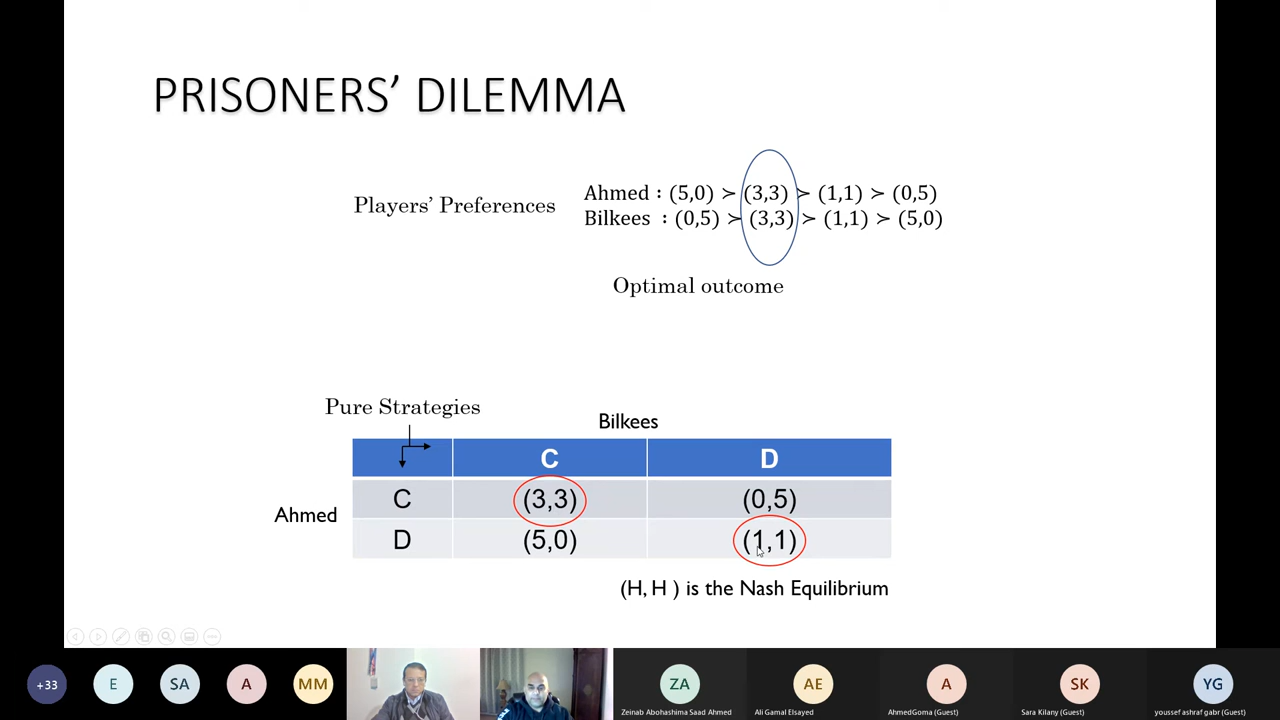 PRISONERS’ DILEMMA
Players’ Preferences
Ahmed : (5,0) ≻ (3,3) ≻ (1,1) ≻ (0,5)
Bilkees : (0,5) ≻ (3,3) ≻ (1,1) ≻ (5,0)
Optimal outcome
Pure Strategies
Bilkees
C D
Ahmed
C (3,3) (0,5)
D (5,0) (1,1)
(H, H ) is the Nash Equilibrium
+33 E SA A MM ZA AE A SK YG
Zeinab Abohashima Saad Ahmed Ali Gamal Elsayed AhmedGoma (Guest) Sara Kilany (Guest) youssef ashraf gabr (Guest)